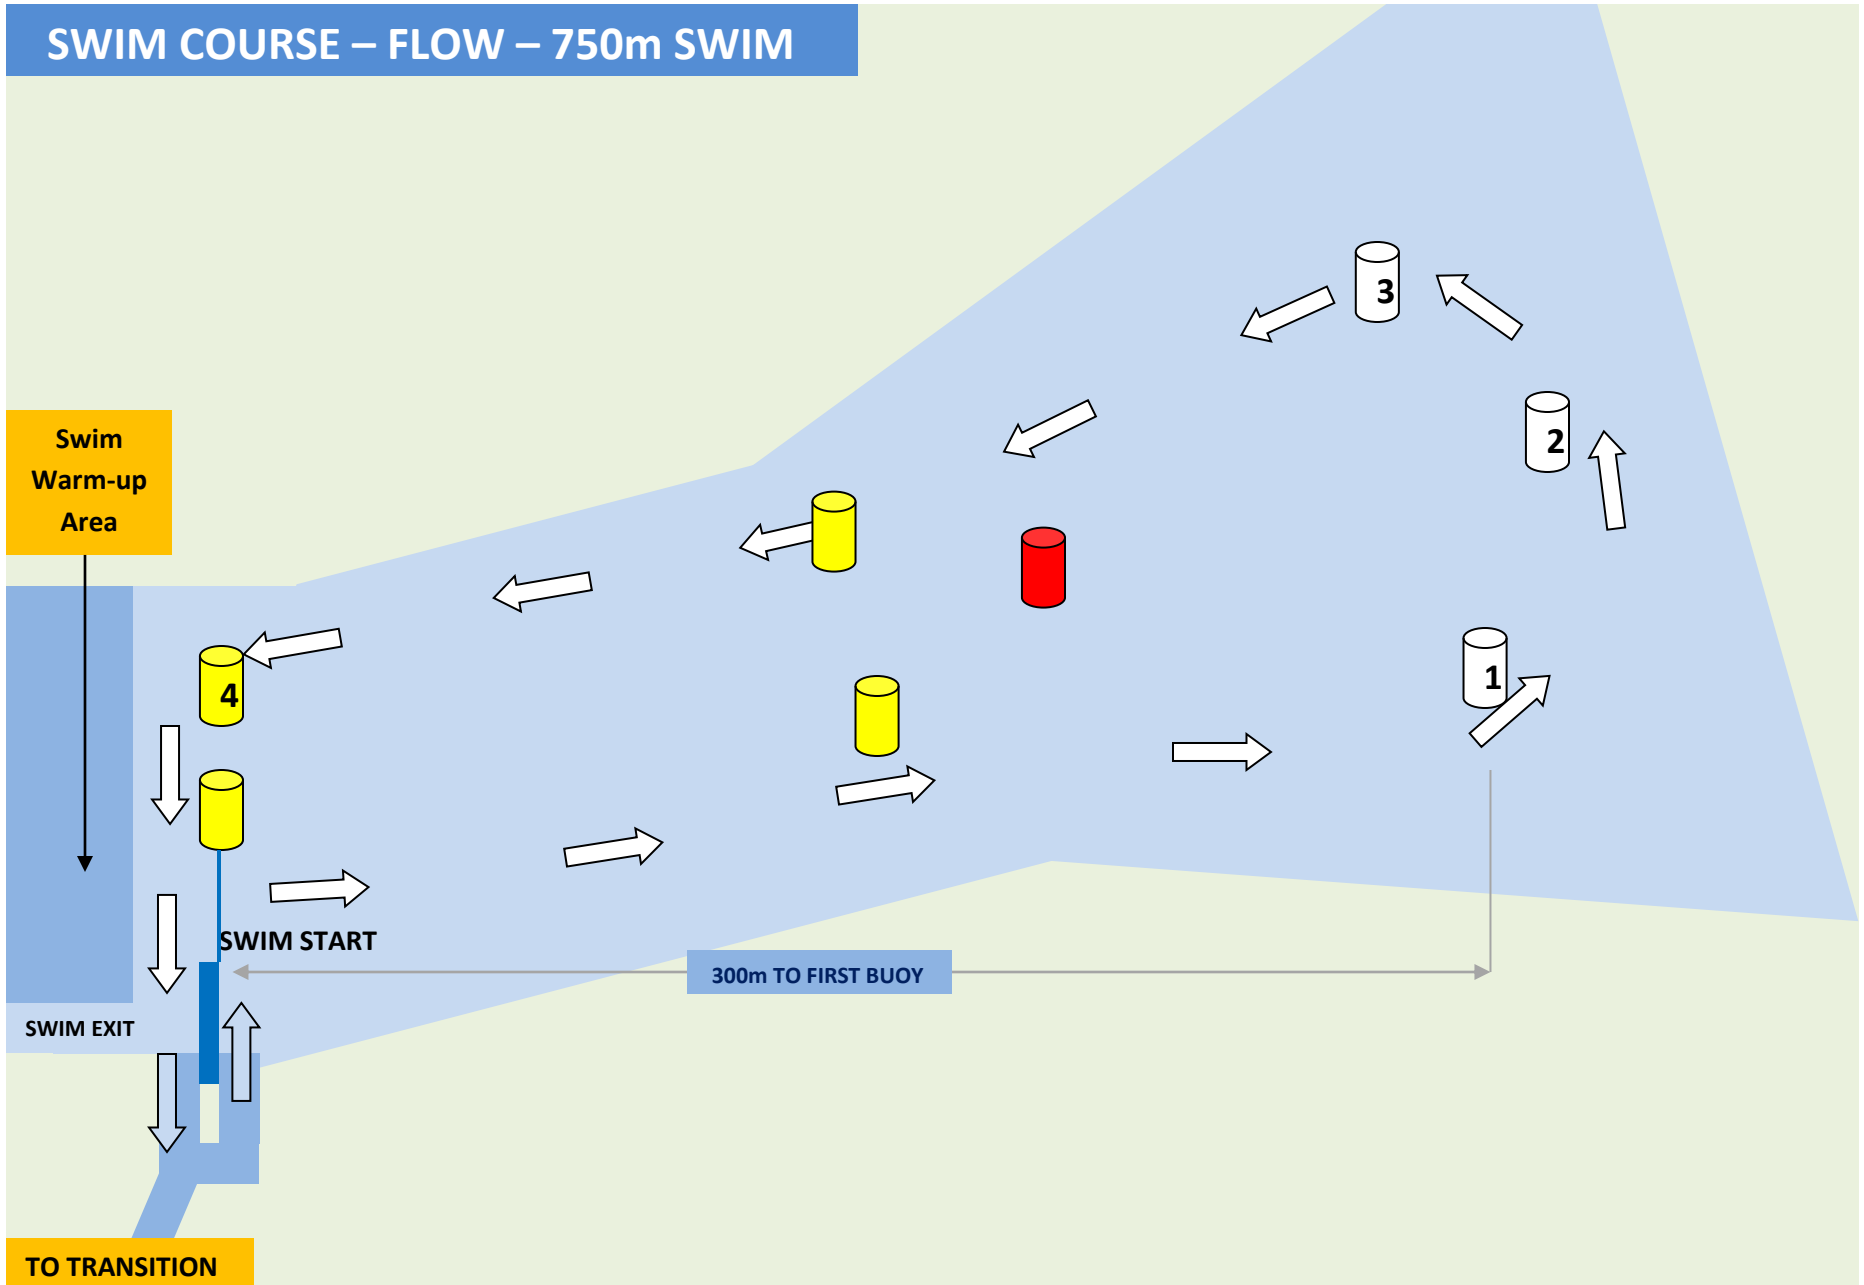 SWIM COURSE – FLOW – 750m SWIM
3
2
Swim
Warm-up
Area
4
1
SWIM START
300m TO FIRST BUOY
SWIM EXIT
TO TRANSITION